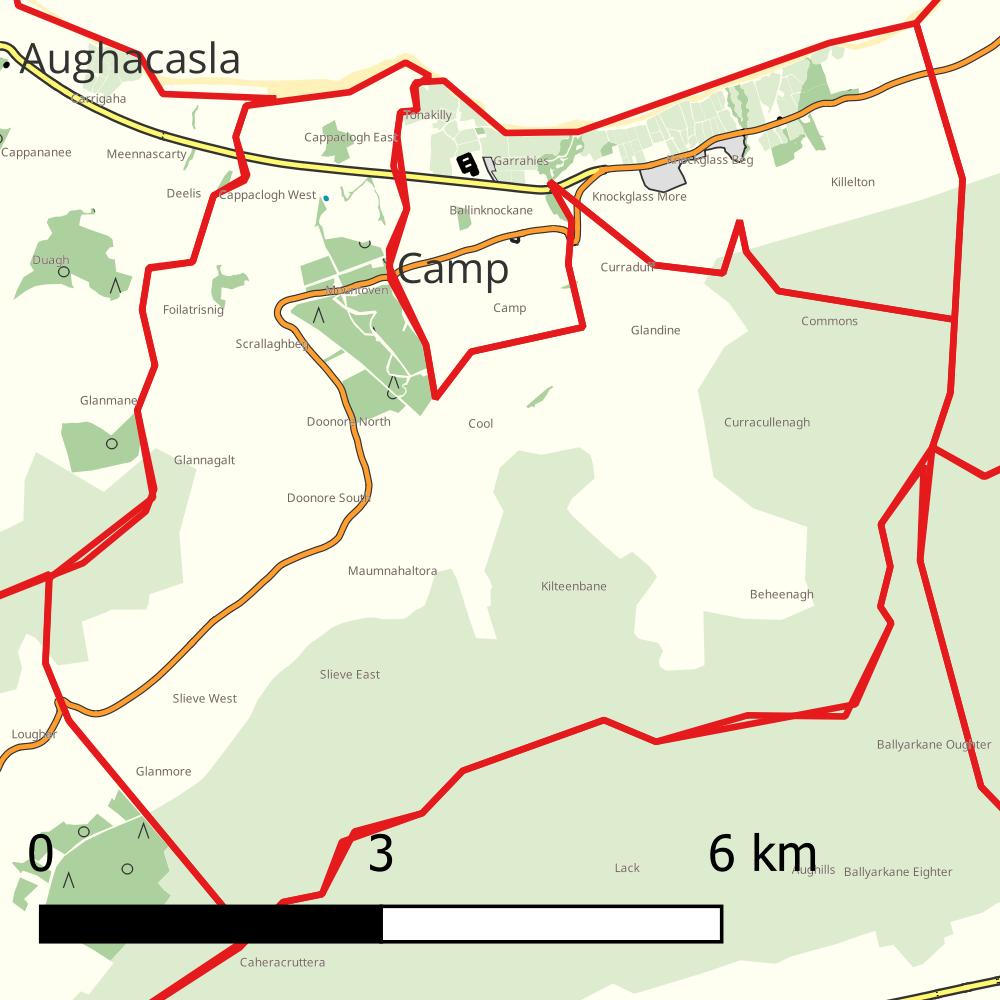 Aughacasla
Carrigaha
Tonakilly
Cappaclogh East
Cappananee
Meennascarty
Garrahies
Knockglass Beg
Deelis
Cappaclogh West
Killelton
Knockglass More
Ballinknockane
Duagh
Camp
Curraduff
Mountoven
Foilatrisnig
Camp
Commons
Glandine
Scrallaghbeg
Glanmane
Doonore North
Cool
Curracullenagh
Glannagalt
Doonore South
Maumnahaltora
Kilteenbane
Beheenagh
Slieve East
Slieve West
Lougher
Ballyarkane Oughter
Glanmore
0 3 6 km
Lack
Aughills
Ballyarkane Eighter
Caheracruttera